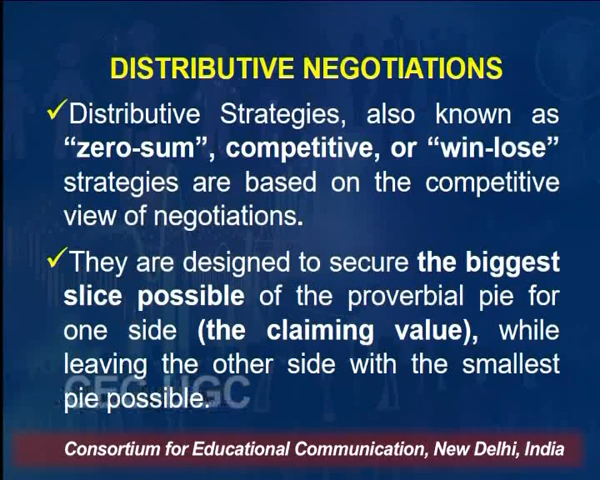 DISTRIBUTIVE NEGOTIATIONS
✓Distributive Strategies, also known as
“zero-sum”, competitive, or “win-lose”
strategies are based on the competitive
view of negotiations.
✓They are designed to secure the biggest
slice possible of the proverbial pie for
one side (the claiming value), while
leaving the other side with the smallest
pie possible.
CEC-UGC
Consortium for Educational Communication, New Delhi, India